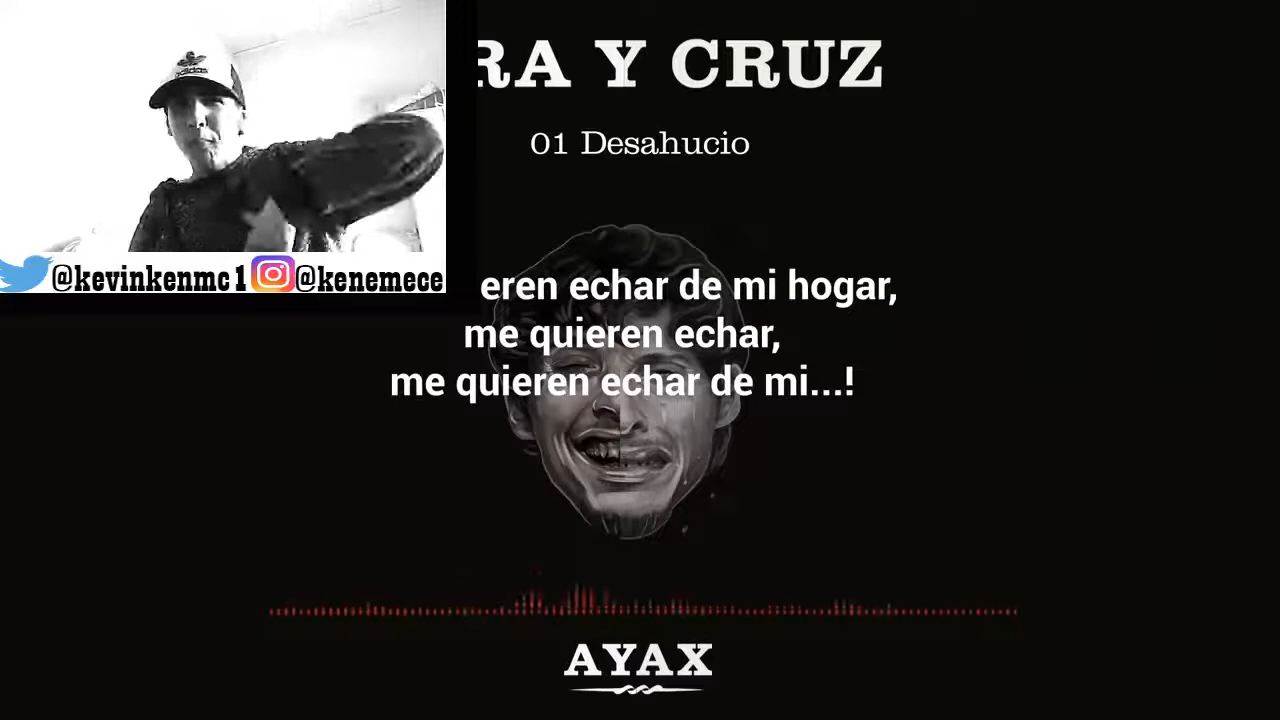 RA Y CRUZ
01 Desahucio
adidas
@kevinkenmc1 @kenemece
eren echar de mi hogar,
me quieren echar,
me quieren echar de mi...!
AYAX